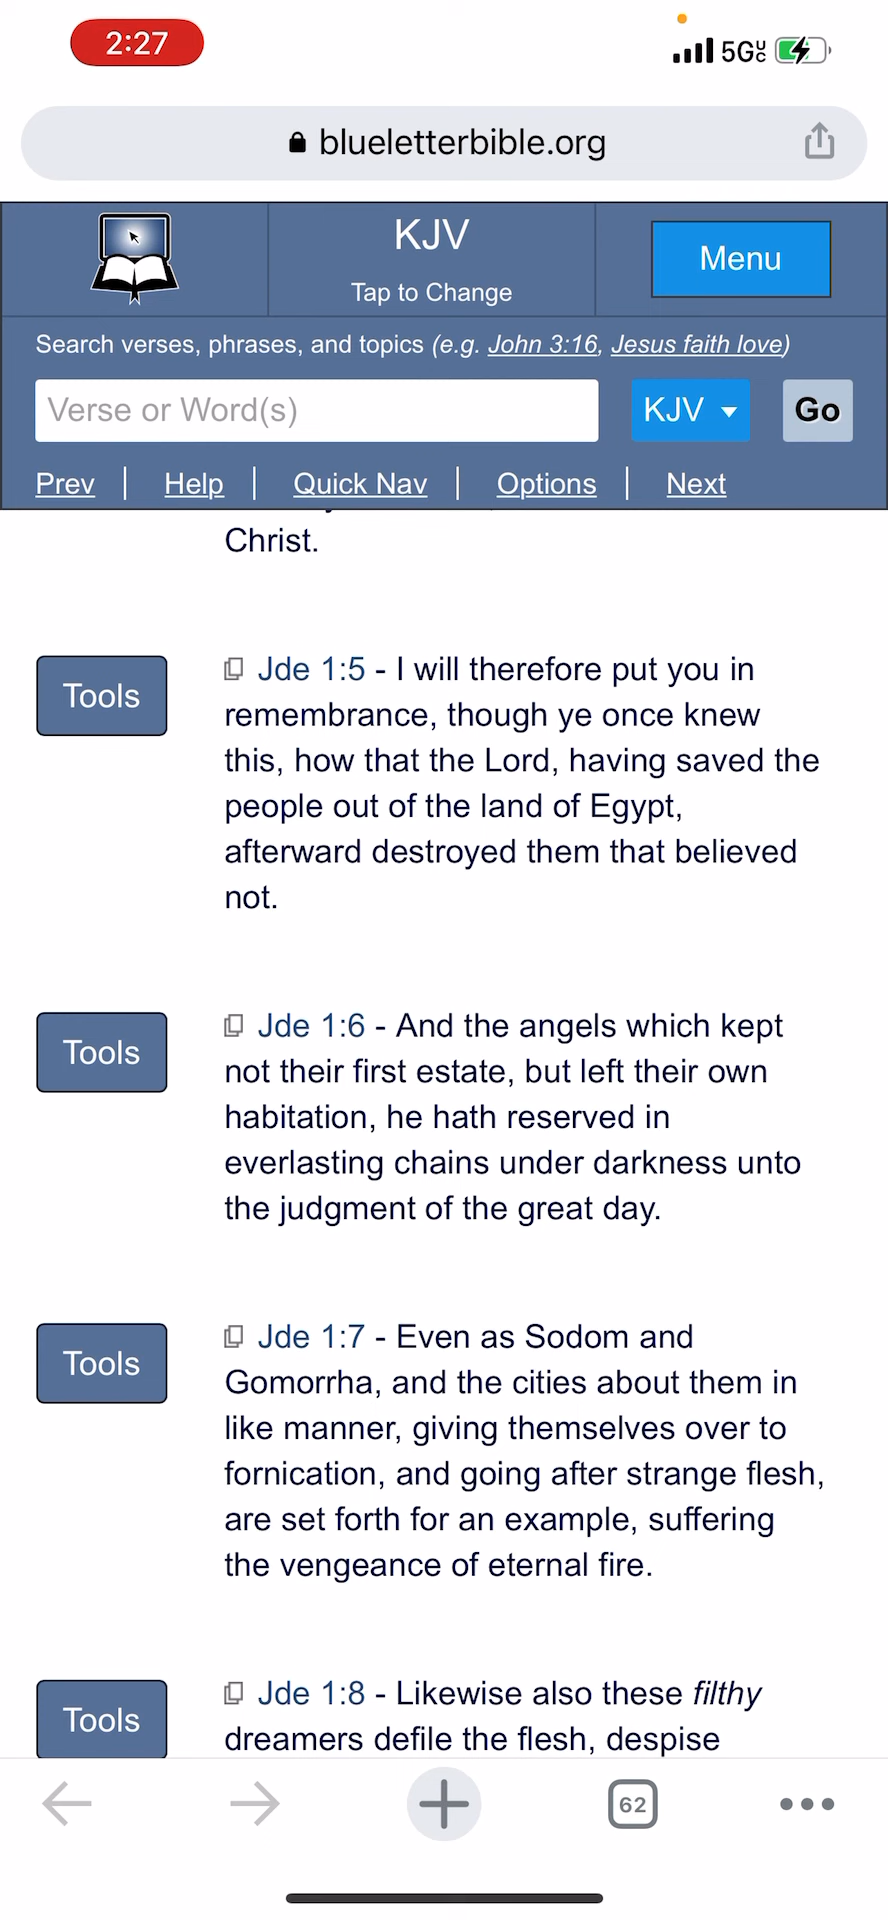 2:27
5G UC
blueletterbible.org
KJV
Tap to Change
Menu
Search verses, phrases, and topics (e.g. John 3:16, Jesus faith love)
Verse or Word(s)
KJV
Go
Prev | Help | Quick Nav | Options | Next
Christ.
Tools
Jde 1:5 - I will therefore put you in
remembrance, though ye once knew
this, how that the Lord, having saved the
people out of the land of Egypt,
afterward destroyed them that believed
not.
Tools
Jde 1:6 - And the angels which kept
not their first estate, but left their own
habitation, he hath reserved in
everlasting chains under darkness unto
the judgment of the great day.
Tools
Jde 1:7 - Even as Sodom and
Gomorrha, and the cities about them in
like manner, giving themselves over to
fornication, and going after strange flesh,
are set forth for an example, suffering
the vengeance of eternal fire.
Tools
Jde 1:8 - Likewise also these filthy
dreamers defile the flesh, despise
62